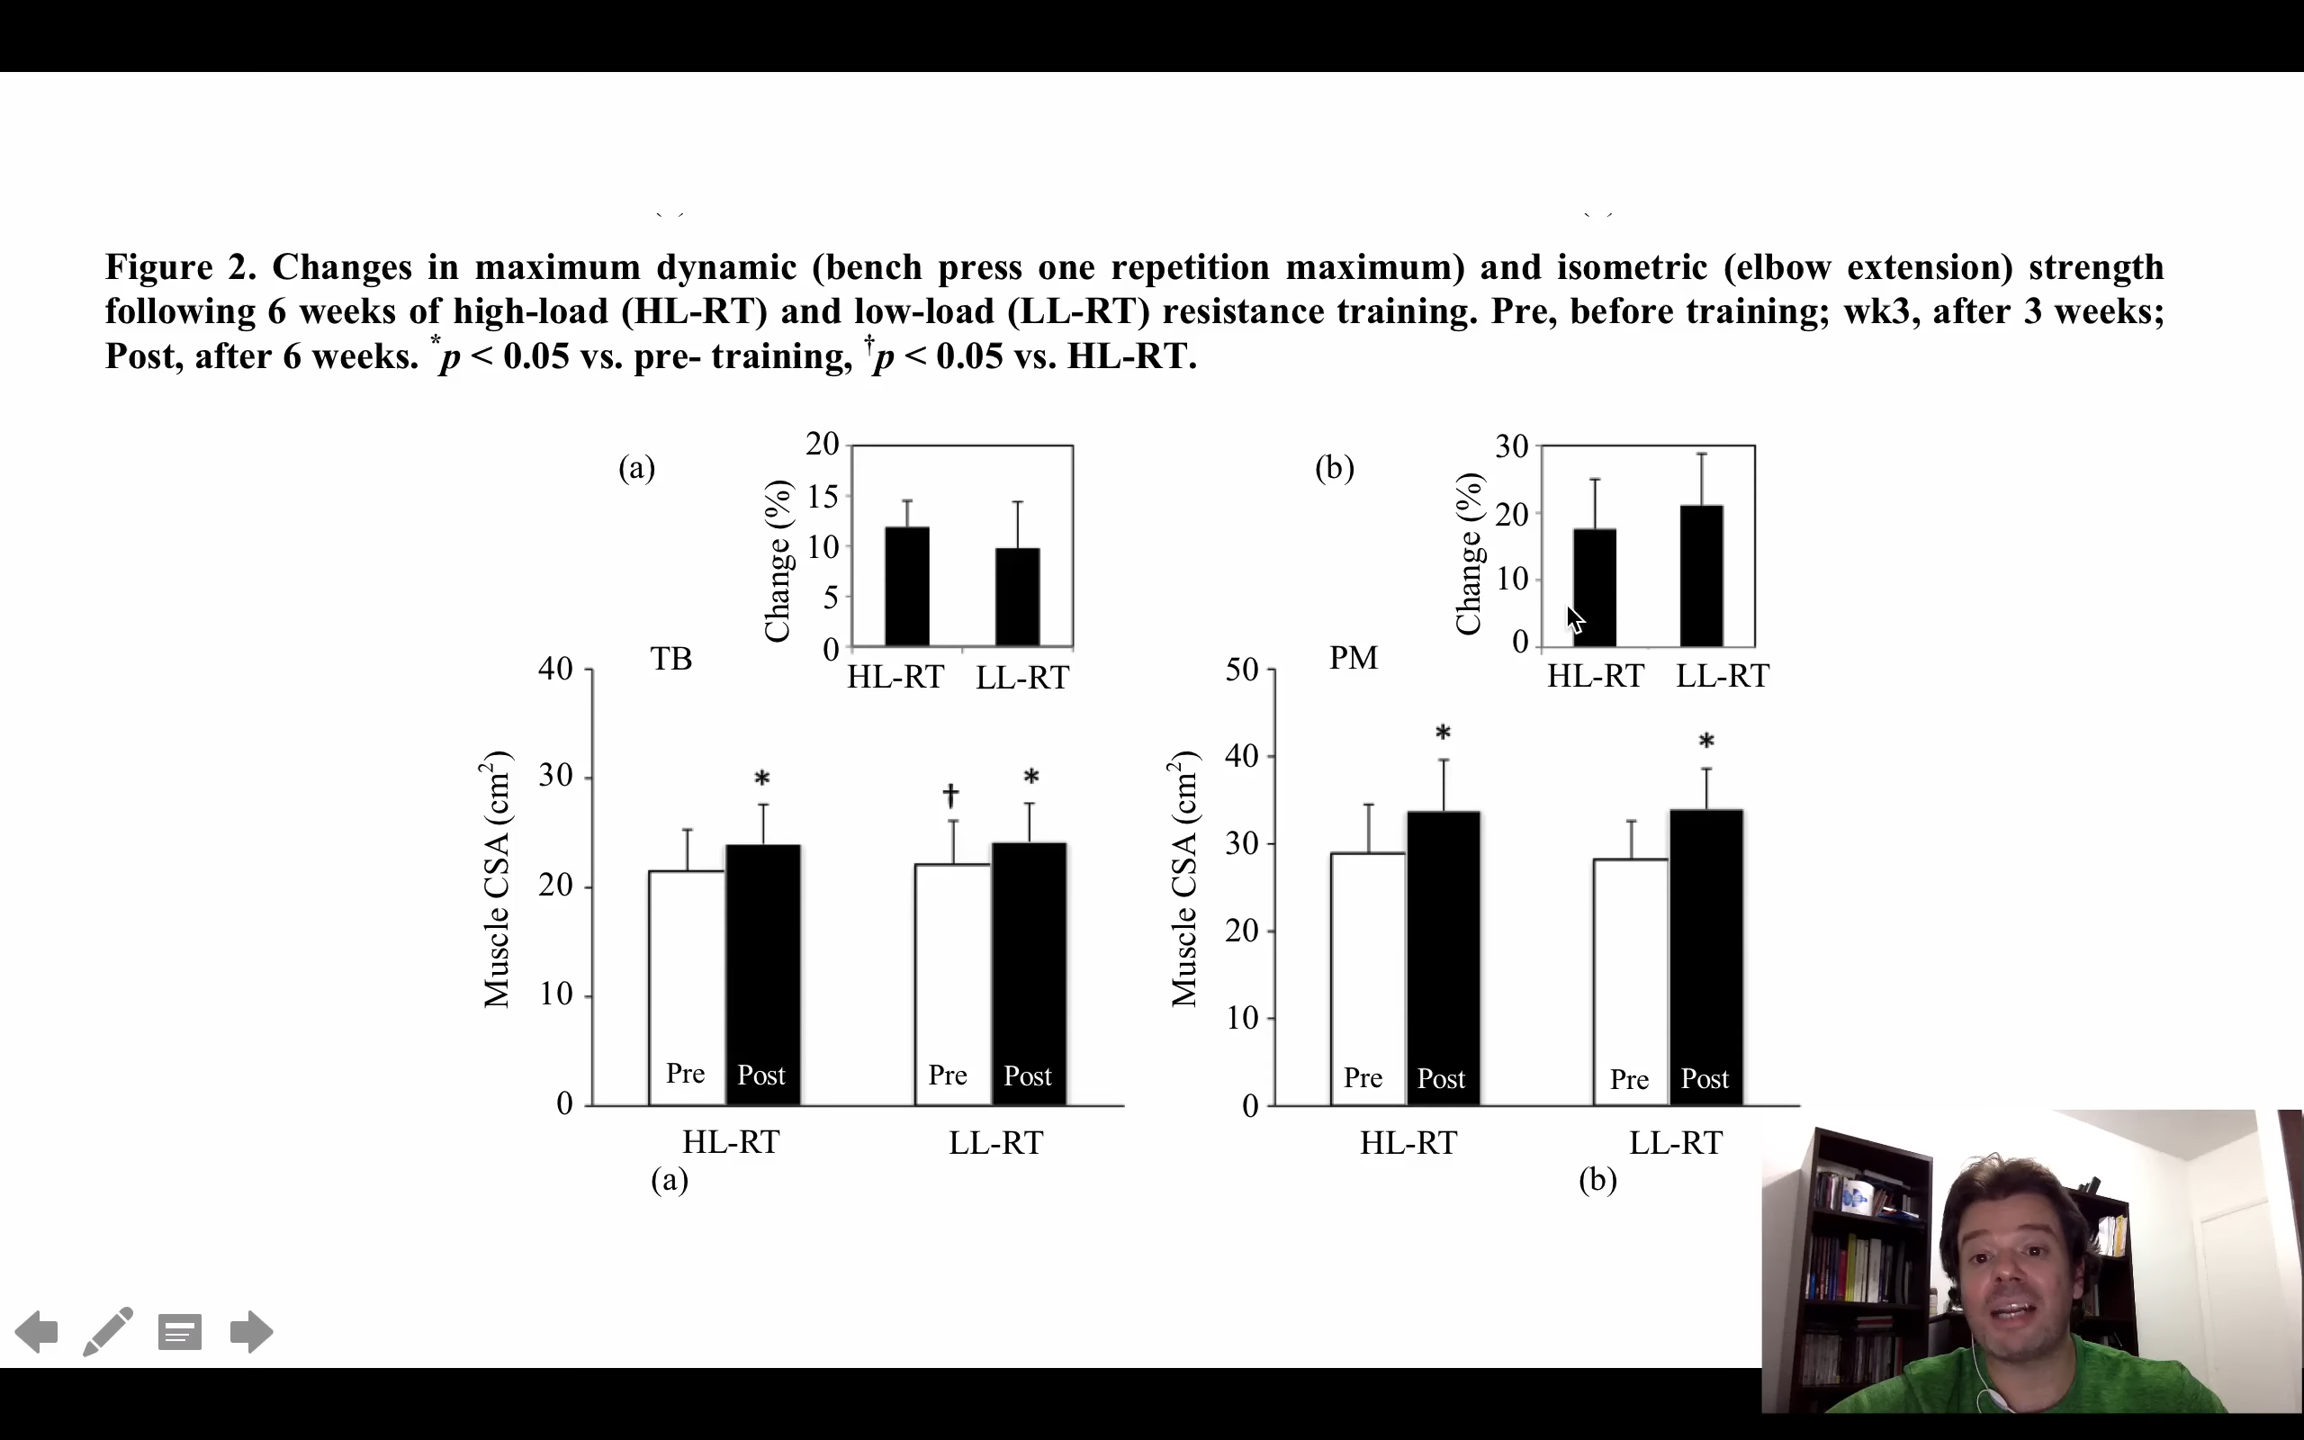 Figure 2. Changes in maximum dynamic (bench press one repetition maximum) and isometric (elbow extension) strength
following 6 weeks of high-load (HL-RT) and low-load (LL-RT) resistance training. Pre, before training; wk3, after 3 weeks;
Post, after 6 weeks. *p < 0.05 vs. pre- training, †p < 0.05 vs. HL-RT.
(a)
Change (%)
20
15
10
5
0
HL-RT LL-RT
TB
Muscle CSA (cm²)
40
30
20
10
0
* † *
Pre Post Pre Post
HL-RT LL-RT
(a)
(b)
Change (%)
30
20
10
0
HL-RT LL-RT
PM
Muscle CSA (cm²)
50
40
30
20
10
0
* *
Pre Post Pre Post
HL-RT LL-RT
(b)